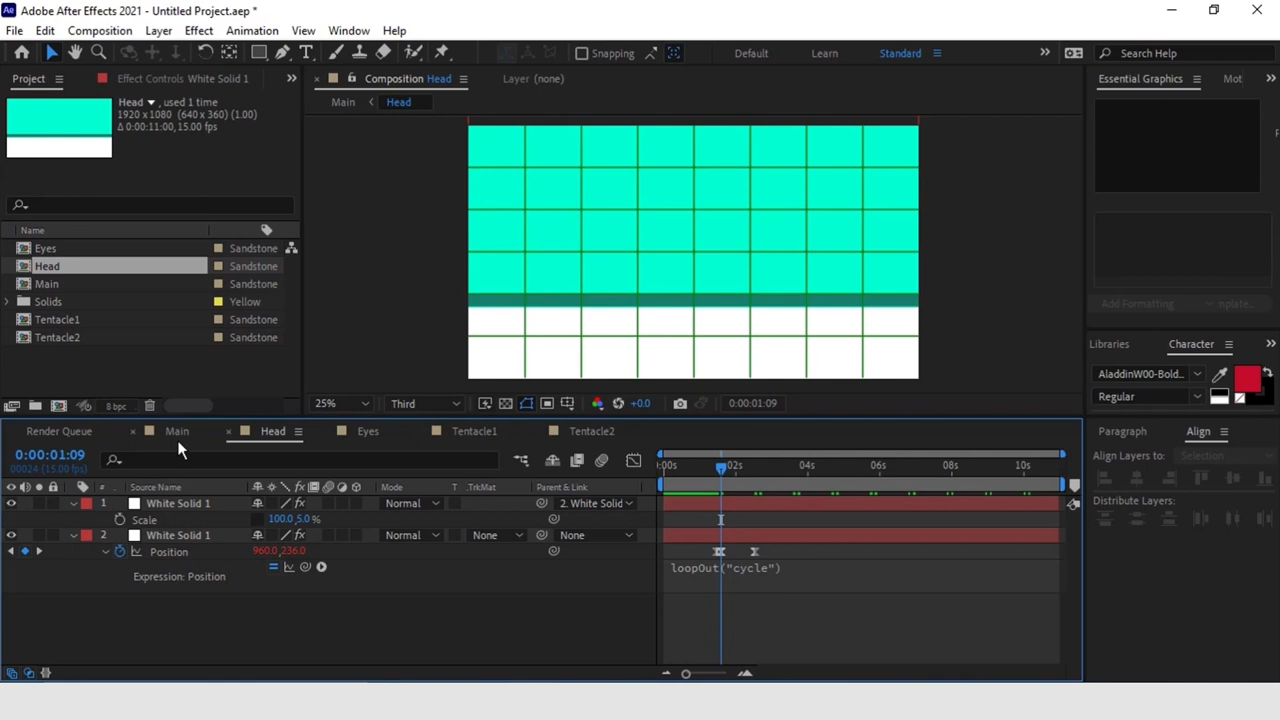 Adobe After Effects 2021 - Untitled Project.aep *
File Edit Composition Layer Effect Animation View Window Help
Snapping Default Learn Standard Search Help
Project Effect Controls White Solid 1 Composition Head Layer (none) Essential Graphics Mot
Head , used 1 time
1920 x 1080 (640 x 360) (1.00)
Δ 0:00:11:00, 15.00 fps
Main Head
Name
Eyes Sandstone
Head Sandstone
Main Sandstone
Solids Yellow
Tentacle1 Sandstone
Tentacle2 Sandstone
Add Formatting
Libraries Character
AladdinW00-Bold...
Regular
8 bpc 25% Third +0.0 0:00:01:09
Render Queue Main Head Eyes Tentacle1 Tentacle2 Paragraph Align
0:00:01:09
00024 (15.00 fps)
:00s 02s 04s 06s 08s 10s
Align Layers to: Selection
# Source Name Mode T .TrkMat Parent & Link
1 White Solid 1 Normal 2. White Solid
Distribute Layers:
Scale 100.0,5.0 %
2 White Solid 1 Normal None None
Position 960.0,236.0
Expression: Position
loopOut("cycle")